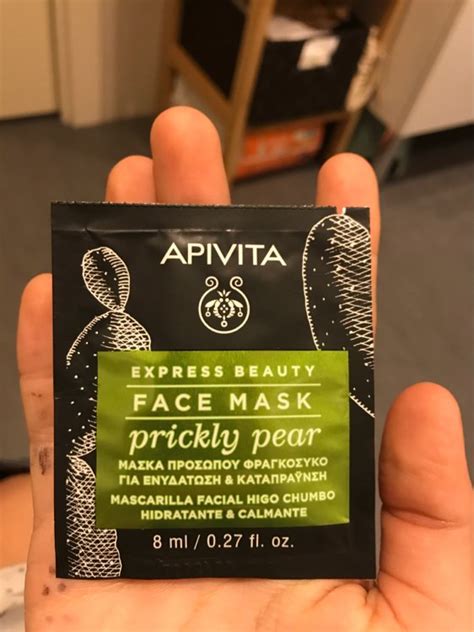 APIVITA
EXPRESS BEAUTY
FACE MASK
prickly pear
ΜΑΣΚΑ ΠΡΟΣΩΠΟΥ ΦΡΑΓΚΟΣΥΚΟ
ΓΙΑ ΕΝΥΔΑΤΩΣΗ & ΚΑΤΑΠΡΑΫΝΣΗ
MASCARILLA FACIAL HIGO CHUMBO
HIDRATANTE & CALMANTE
8 ml / 0.27 fl. oz.